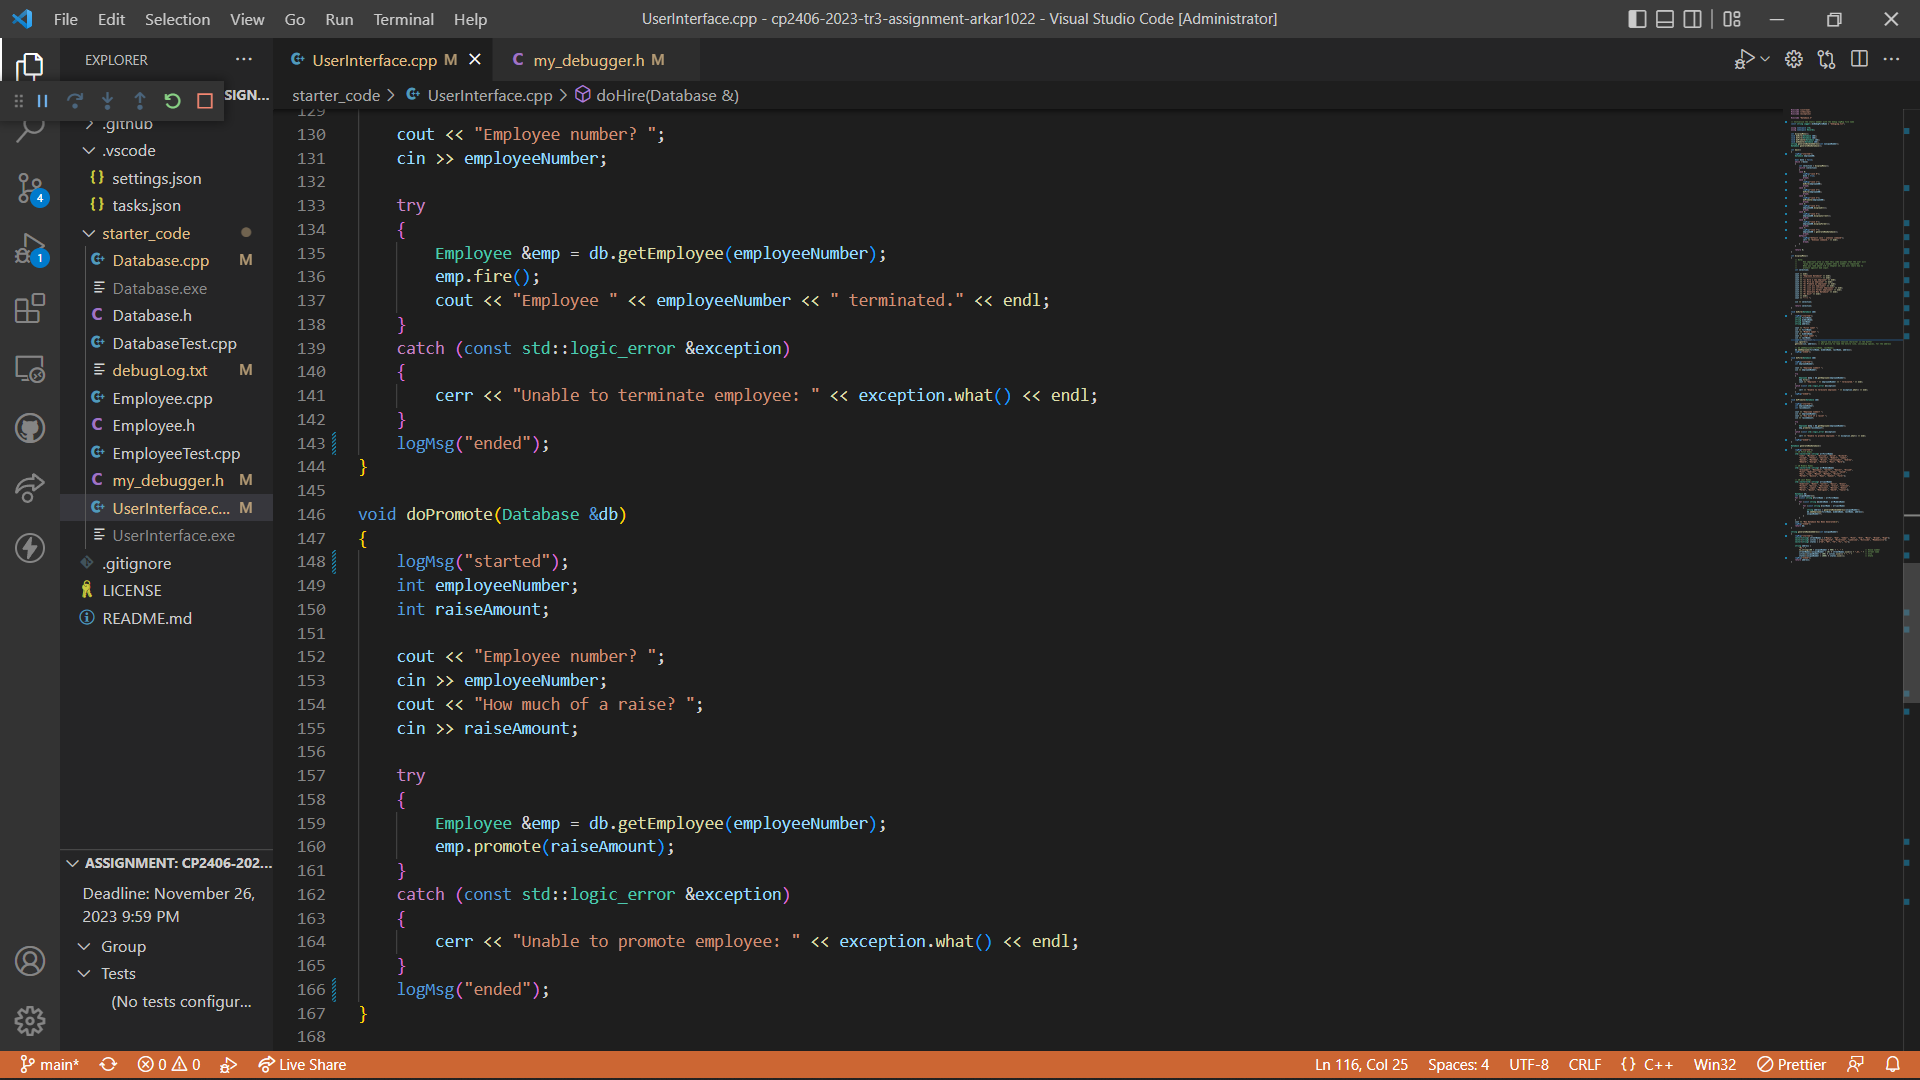 File Edit Selection View Go Run Terminal Help
UserInterface.cpp - cp2406-2023-tr3-assignment-arkar1022 - Visual Studio Code [Administrator]
EXPLORER
UserInterface.cpp M
my_debugger.h M
SIGN...
starter_code > UserInterface.cpp > doHire(Database &)
.github
.vscode
settings.json
tasks.json
starter_code
Database.cpp M
Database.exe
Database.h
DatabaseTest.cpp
debugLog.txt M
Employee.cpp
Employee.h
EmployeeTest.cpp
my_debugger.h M
UserInterface.c... M
UserInterface.exe
.gitignore
LICENSE
README.md
4
1
ASSIGNMENT: CP2406-202...
Deadline: November 26,
2023 9:59 PM
Group
Tests
(No tests configur...
129
130 cout << "Employee number? ";
131 cin >> employeeNumber;
132
133 try
134 {
135 Employee &emp = db.getEmployee(employeeNumber);
136 emp.fire();
137 cout << "Employee " << employeeNumber << " terminated." << endl;
138 }
139 catch (const std::logic_error &exception)
140 {
141 cerr << "Unable to terminate employee: " << exception.what() << endl;
142 }
143 logMsg("ended");
144 }
145
146 void doPromote(Database &db)
147 {
148 logMsg("started");
149 int employeeNumber;
150 int raiseAmount;
151
152 cout << "Employee number? ";
153 cin >> employeeNumber;
154 cout << "How much of a raise? ";
155 cin >> raiseAmount;
156
157 try
158 {
159 Employee &emp = db.getEmployee(employeeNumber);
160 emp.promote(raiseAmount);
161 }
162 catch (const std::logic_error &exception)
163 {
164 cerr << "Unable to promote employee: " << exception.what() << endl;
165 }
166 logMsg("ended");
167 }
168
main* 0 0 Live Share
Ln 116, Col 25 Spaces: 4 UTF-8 CRLF {} C++ Win32 Prettier